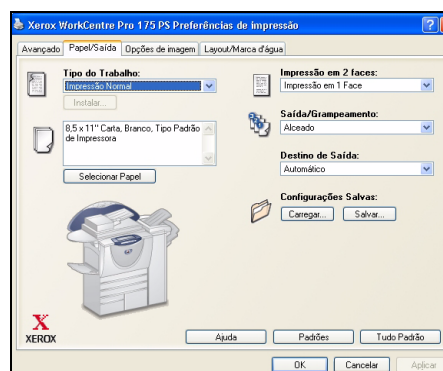 Xerox WorkCentre Pro 175 PS Preferências de impressão
Avançado Papel/Saída Opções de imagem Layout/Marca d'água
Tipo do Trabalho:
Impressão Normal
Instalar...
8,5 x 11" Carta, Branco, Tipo Padrão
de Impressora
Selecionar Papel
Impressão em 2 faces:
Impressão em 1 Face
Saída/Grampeamento:
Alceado
Destino de Saída:
Automático
Configurações Salvas:
Carregar... Salvar...
X
XEROX
Ajuda Padrões Tudo Padrão
OK Cancelar Aplicar